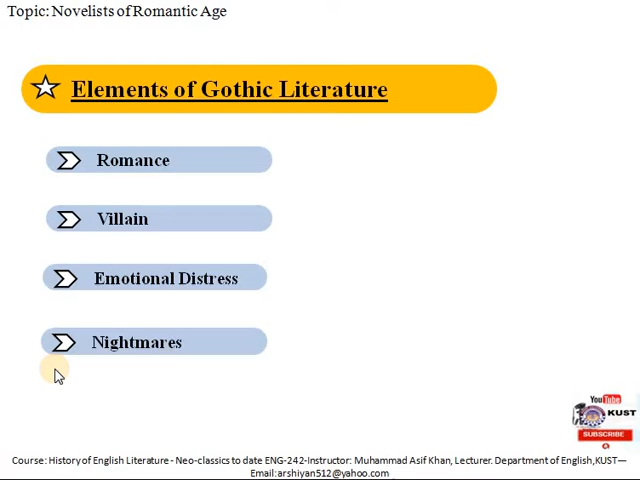 Topic: Novelists of Romantic Age
Elements of Gothic Literature
Romance
Villain
Emotional Distress
Nightmares
YouTube
KUST
SUBSCRIBE
Course: History of English Literature - Neo-classics to date ENG-242-Instructor: Muhammad Asif Khan, Lecturer. Department of English,KUST—
Email:arshiyan512@yahoo.com